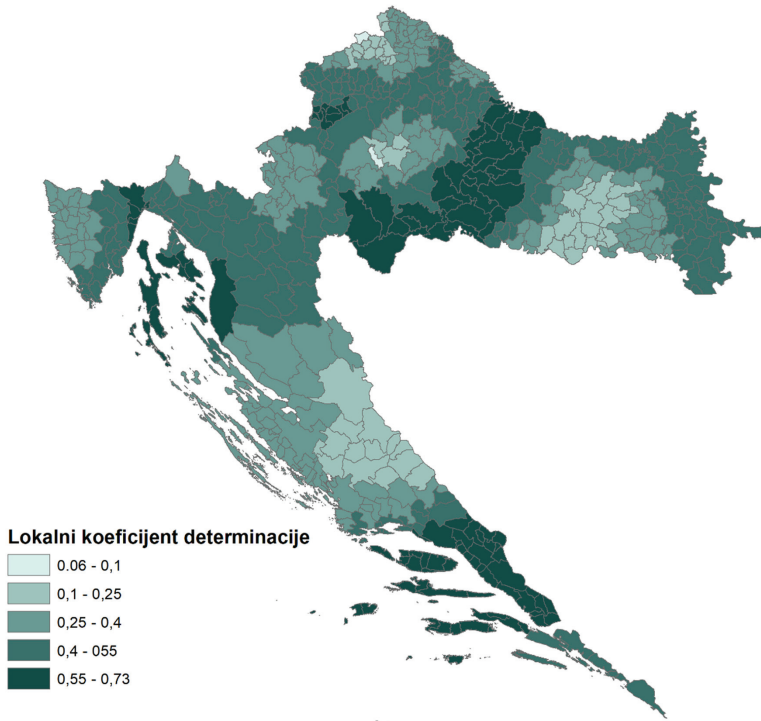 Lokalni koeficijent determinacije
0.06 - 0,1
0,1 - 0,25
0,25 - 0,4
0,4 - 055
0,55 - 0,73